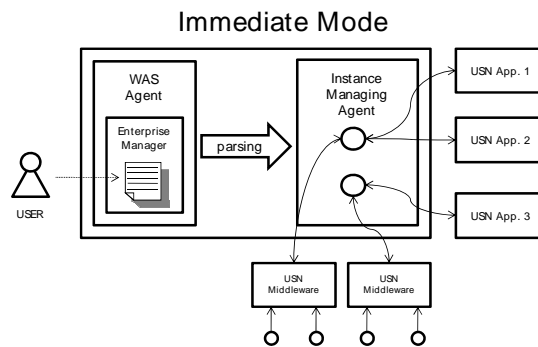 Immediate Mode
WAS
Agent
Enterprise
Manager
parsing
Instance
Managing
Agent
USN App. 1
USN App. 2
USN App. 3
USER
USN
Middleware
USN
Middleware